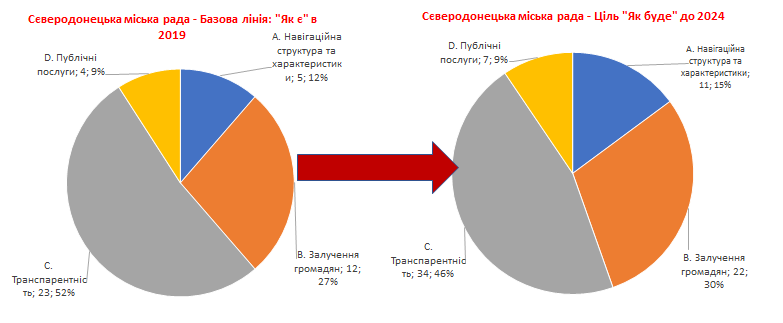 Сєверодонецька міська рада - Базова лінія: "Як є" в
2019
А. Навігаційна
структура та
характеристик
и; 5; 12%
D. Публічні
послуги; 4; 9%
В. Залучення
громадян; 12;
27%
С.
Транспарентніс
ть; 23; 52%
Сєверодонецька міська рада - Ціль "Як буде" до 2024
D. Публічні
послуги; 7; 9%
А. Навігаційна
структура та
характеристики;
11; 15%
С.
Транспарентніс
ть; 34; 46%
В. Залучення
громадян; 22;
30%